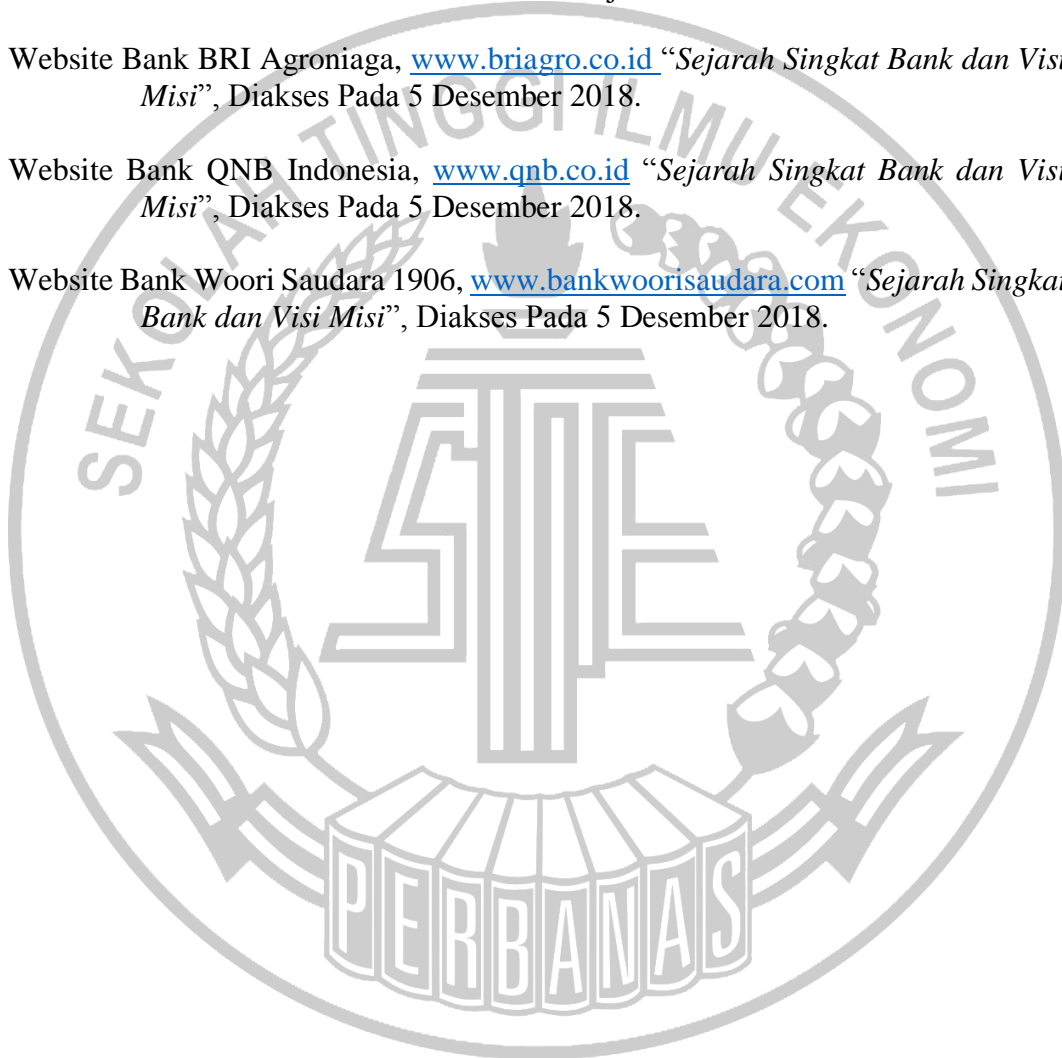 Website Bank BRI Agroniaga, www.briagro.co.id “Sejarah Singkat Bank dan Visi
Misi”, Diakses Pada 5 Desember 2018.
Website Bank QNB Indonesia, www.qnb.co.id “Sejarah Singkat Bank dan Visi
Misi”, Diakses Pada 5 Desember 2018.
Website Bank Woori Saudara 1906, www.bankwoorisaudara.com “Sejarah Singkat
Bank dan Visi Misi”, Diakses Pada 5 Desember 2018.
SEKOLAH TINGGI ILMU EKONOMI
STIE
PERBANAS